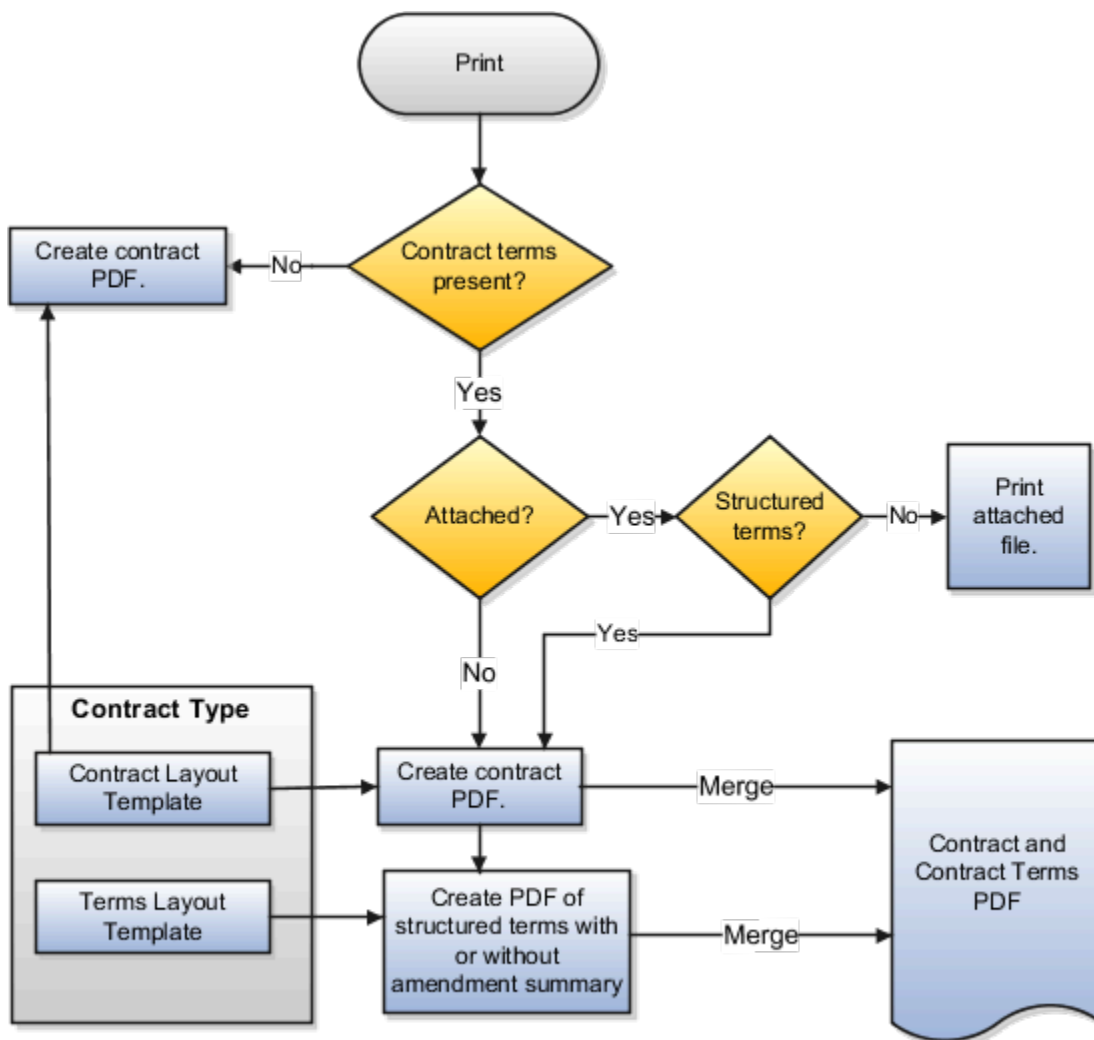 Print
Contract terms
present?
No
Create contract
PDF.
Yes
Attached?
Yes
Structured
terms?
No
Print
attached
file.
Yes
No
Contract Type
Contract Layout
Template
Create contract
PDF.
Merge
Contract and
Contract Terms
PDF
Terms Layout
Template
Create PDF of
structured terms with
or without
amendment summary
Merge